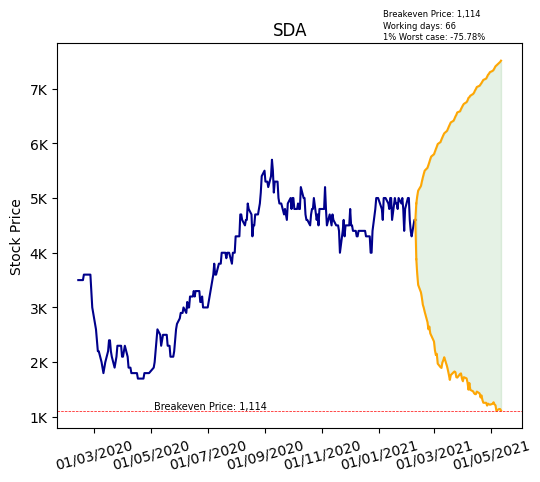 Breakeven Price: 1,114
Working days: 66
1% Worst case: -75.78%
SDA
Stock Price
7K
6K
5K
4K
3K
2K
1K
Breakeven Price: 1,114
01/03/2020
01/05/2020
01/07/2020
01/09/2020
01/11/2020
01/01/2021
01/03/2021
01/05/2021